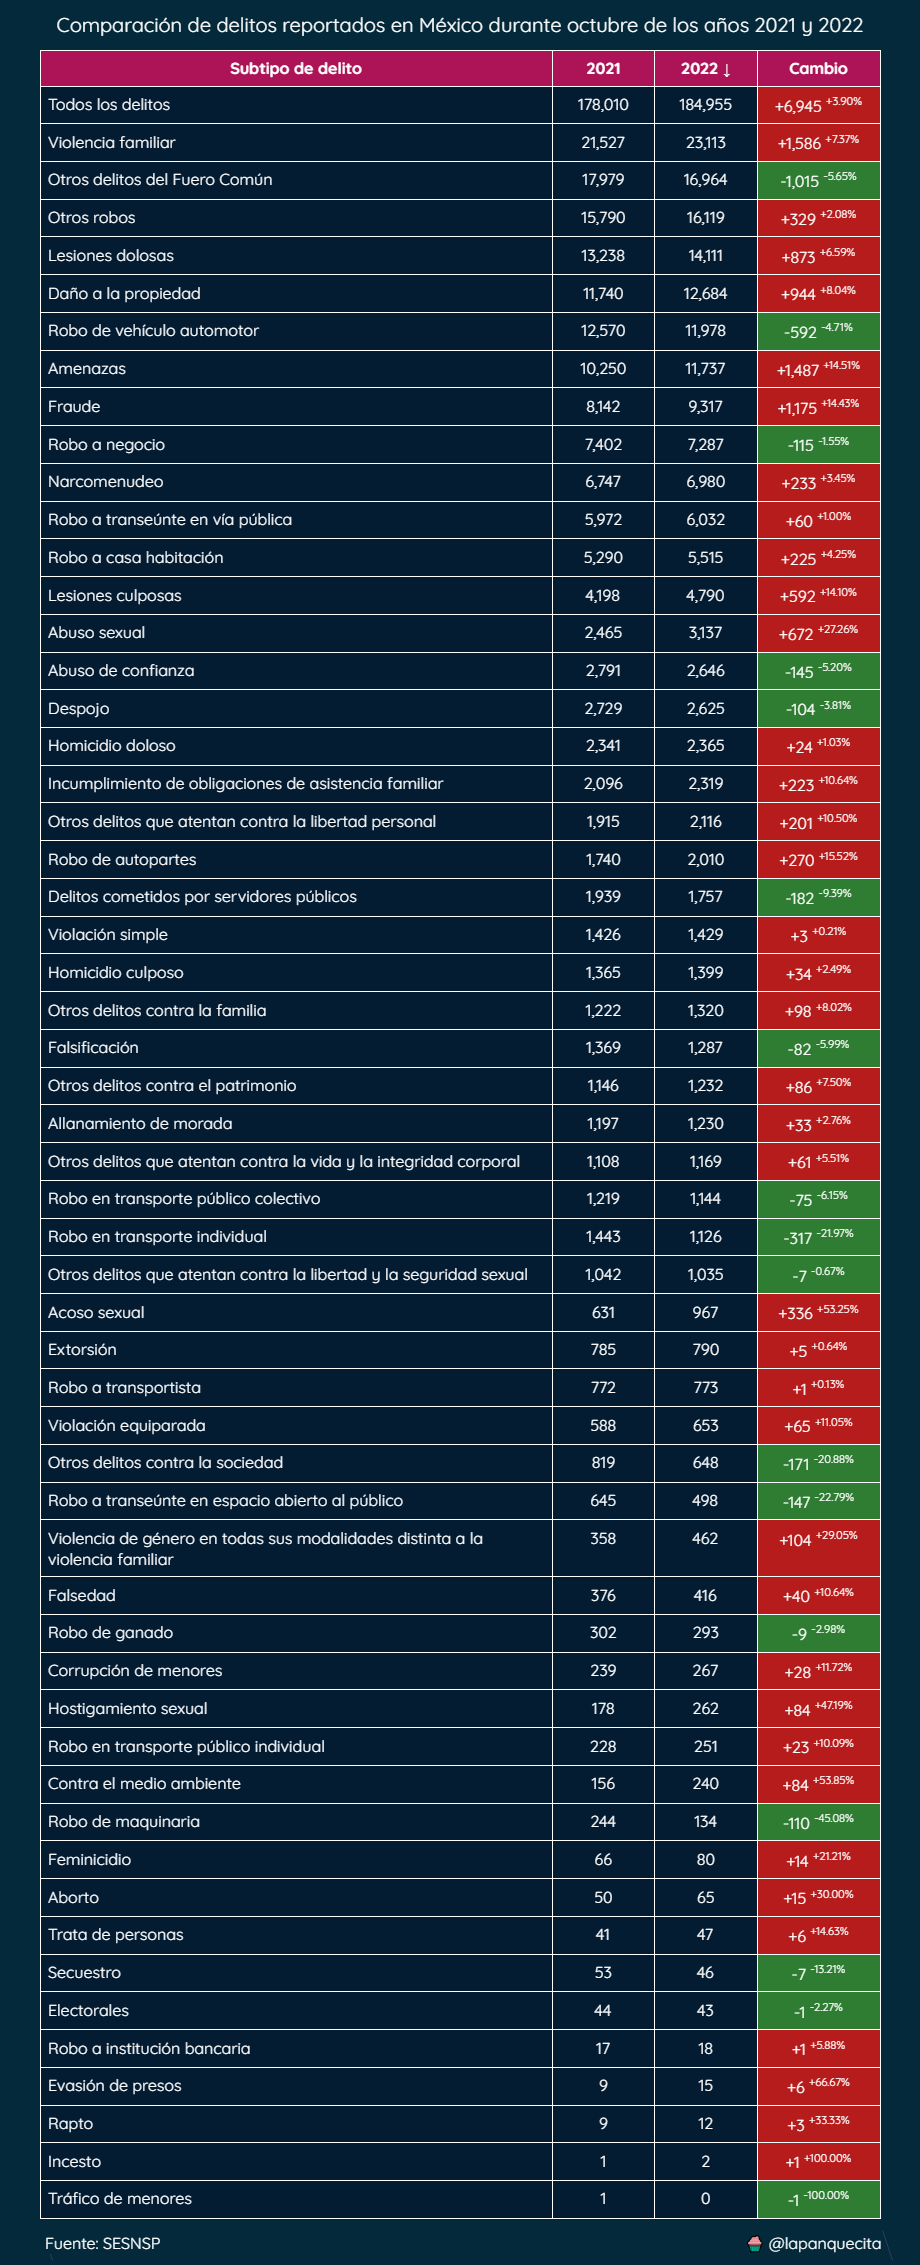 Comparación de delitos reportados en México durante octubre de los años 2021 y 2022
Subtipo de delito 2021 2022 ↓ Cambio
Todos los delitos 178,010 184,955 +6,945 +3.90%
Violencia familiar 21,527 23,113 +1,586 +7.37%
Otros delitos del Fuero Común 17,979 16,964 -1,015 -5.65%
Otros robos 15,790 16,119 +329 +2.08%
Lesiones dolosas 13,238 14,111 +873 +6.59%
Daño a la propiedad 11,740 12,684 +944 +8.04%
Robo de vehículo automotor 12,570 11,978 -592 -4.71%
Amenazas 10,250 11,737 +1,487 +14.51%
Fraude 8,142 9,317 +1,175 +14.43%
Robo a negocio 7,402 7,287 -115 -1.55%
Narcomenudeo 6,747 6,980 +233 +3.45%
Robo a transeúnte en vía pública 5,972 6,032 +60 +1.00%
Robo a casa habitación 5,290 5,515 +225 +4.25%
Lesiones culposas 4,198 4,790 +592 +14.10%
Abuso sexual 2,465 3,137 +672 +27.26%
Abuso de confianza 2,791 2,646 -145 -5.20%
Despojo 2,729 2,625 -104 -3.81%
Homicidio doloso 2,341 2,365 +24 +1.03%
Incumplimiento de obligaciones de asistencia familiar 2,096 2,319 +223 +10.64%
Otros delitos que atentan contra la libertad personal 1,915 2,116 +201 +10.50%
Robo de autopartes 1,740 2,010 +270 +15.52%
Delitos cometidos por servidores públicos 1,939 1,757 -182 -9.39%
Violación simple 1,426 1,429 +3 +0.21%
Homicidio culposo 1,365 1,399 +34 +2.49%
Otros delitos contra la familia 1,222 1,320 +98 +8.02%
Falsificación 1,369 1,287 -82 -5.99%
Otros delitos contra el patrimonio 1,146 1,232 +86 +7.50%
Allanamiento de morada 1,197 1,230 +33 +2.76%
Otros delitos que atentan contra la vida y la integridad corporal 1,108 1,169 +61 +5.51%
Robo en transporte público colectivo 1,219 1,144 -75 -6.15%
Robo en transporte individual 1,443 1,126 -317 -21.97%
Otros delitos que atentan contra la libertad y la seguridad sexual 1,042 1,035 -7 -0.67%
Acoso sexual 631 967 +336 +53.25%
Extorsión 785 790 +5 +0.64%
Robo a transportista 772 773 +1 +0.13%
Violación equiparada 588 653 +65 +11.05%
Otros delitos contra la sociedad 819 648 -171 -20.88%
Robo a transeúnte en espacio abierto al público 645 498 -147 -22.79%
Violencia de género en todas sus modalidades distinta a la 358 462 +104 +29.05%
violencia familiar
Falsedad 376 416 +40 +10.64%
Robo de ganado 302 293 -9 -2.98%
Corrupción de menores 239 267 +28 +11.72%
Hostigamiento sexual 178 262 +84 +47.19%
Robo en transporte público individual 228 251 +23 +10.09%
Contra el medio ambiente 156 240 +84 +53.85%
Robo de maquinaria 244 134 -110 -45.08%
Feminicidio 66 80 +14 +21.21%
Aborto 50 65 +15 +30.00%
Trata de personas 41 47 +6 +14.63%
Secuestro 53 46 -7 -13.21%
Electorales 44 43 -1 -2.27%
Robo a institución bancaria 17 18 +1 +5.88%
Evasión de presos 9 15 +6 +66.67%
Rapto 9 12 +3 +33.33%
Incesto 1 2 +1 +100.00%
Tráfico de menores 1 0 -1 -100.00%
Fuente: SESNSP @lapanquecita